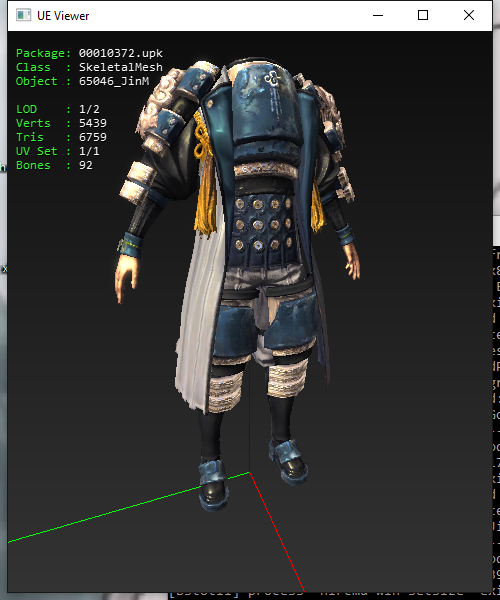 UE Viewer
Package: 00010372.upk
Class : SkeletalMesh
Object : 65046_JinM
LOD : 1/2
Verts : 5439
Tris : 6759
UV Set : 1/1
Bones : 92